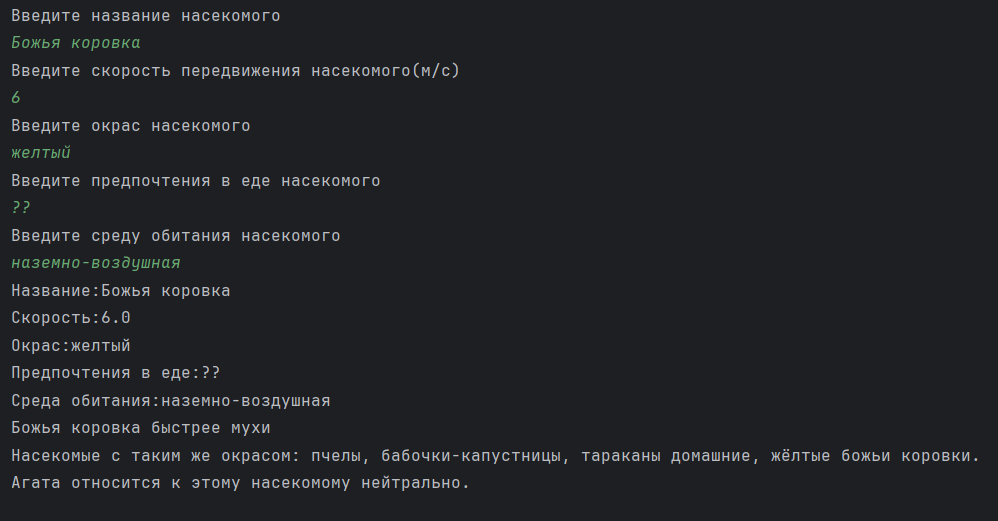 Введите название насекомого
Божья коровка
Введите скорость передвижения насекомого(м/с)
6
Введите окрас насекомого
желтый
Введите предпочтения в еде насекомого
??
Введите среду обитания насекомого
наземно-воздушная
Название:Божья коровка
Скорость:6.0
Окрас:желтый
Предпочтения в еде:??
Среда обитания:наземно-воздушная
Божья коровка быстрее мухи
Насекомые с таким же окрасом: пчелы, бабочки-капустницы, тараканы домашние, жёлтые божьи коровки.
Агата относится к этому насекомому нейтрально.